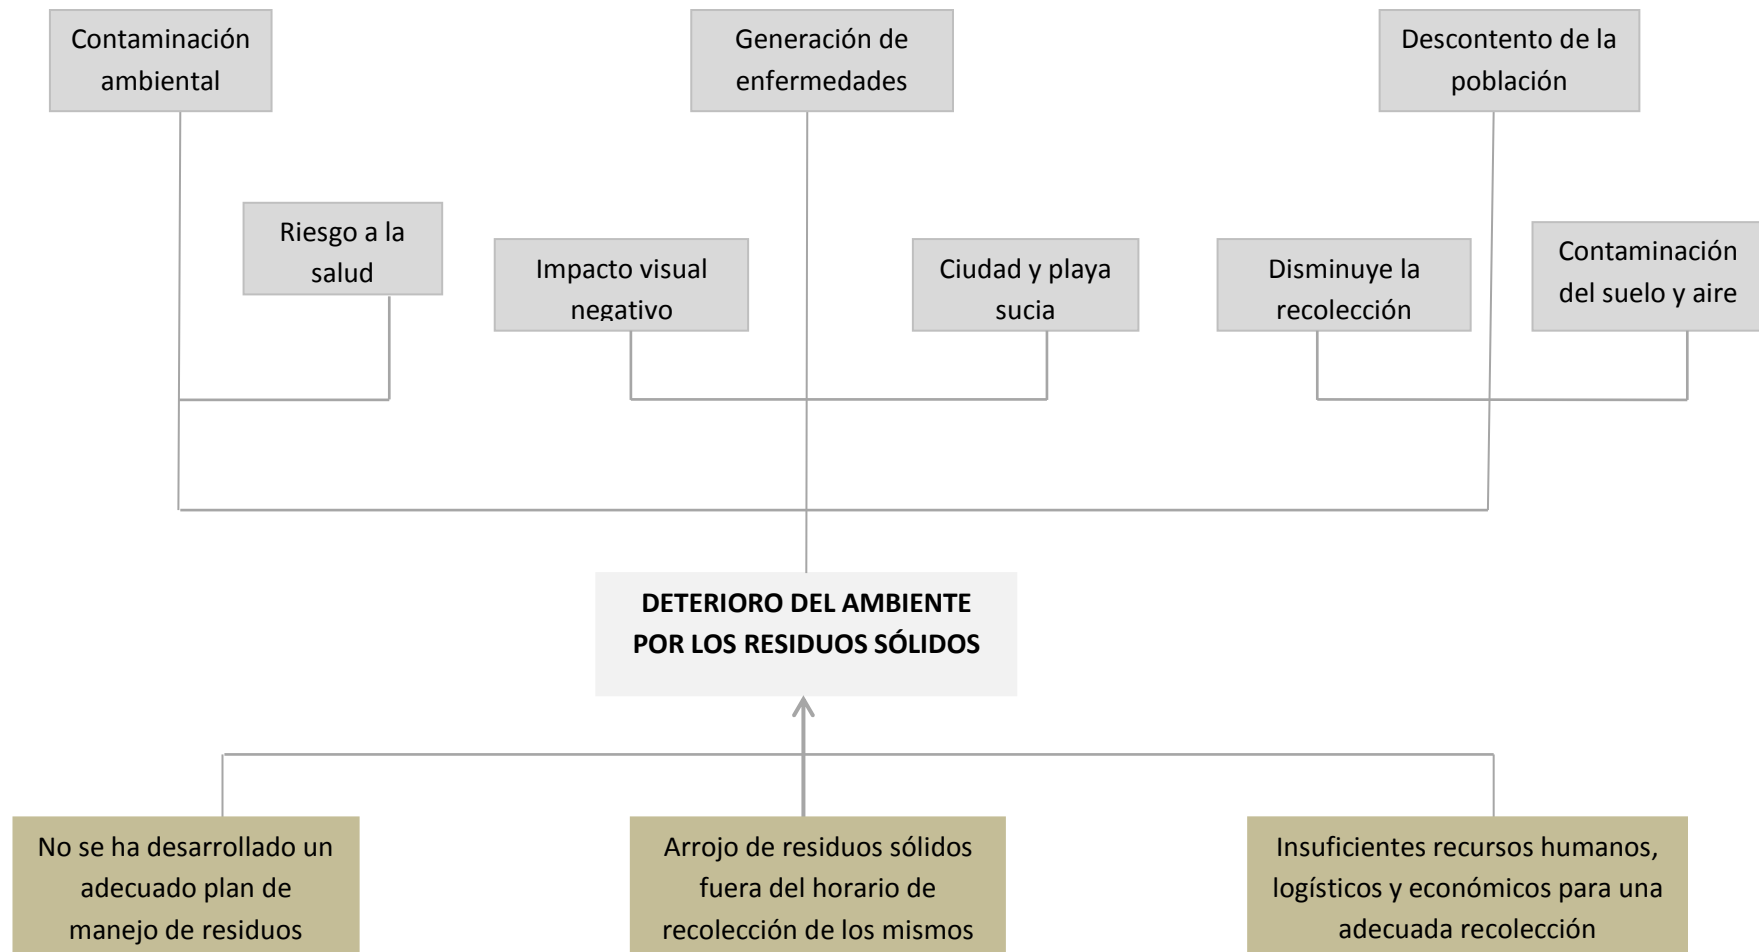 Contaminación
ambiental
Generación de
enfermedades
Descontento de la
población
Riesgo a la
salud
Impacto visual
negativo
Ciudad y playa
sucia
Disminuye la
recolección
Contaminación
del suelo y aire
DETERIORO DEL AMBIENTE
POR LOS RESIDUOS SÓLIDOS
No se ha desarrollado un
adecuado plan de
manejo de residuos
Arrojo de residuos sólidos
fuera del horario de
recolección de los mismos
Insuficientes recursos humanos,
logísticos y económicos para una
adecuada recolección